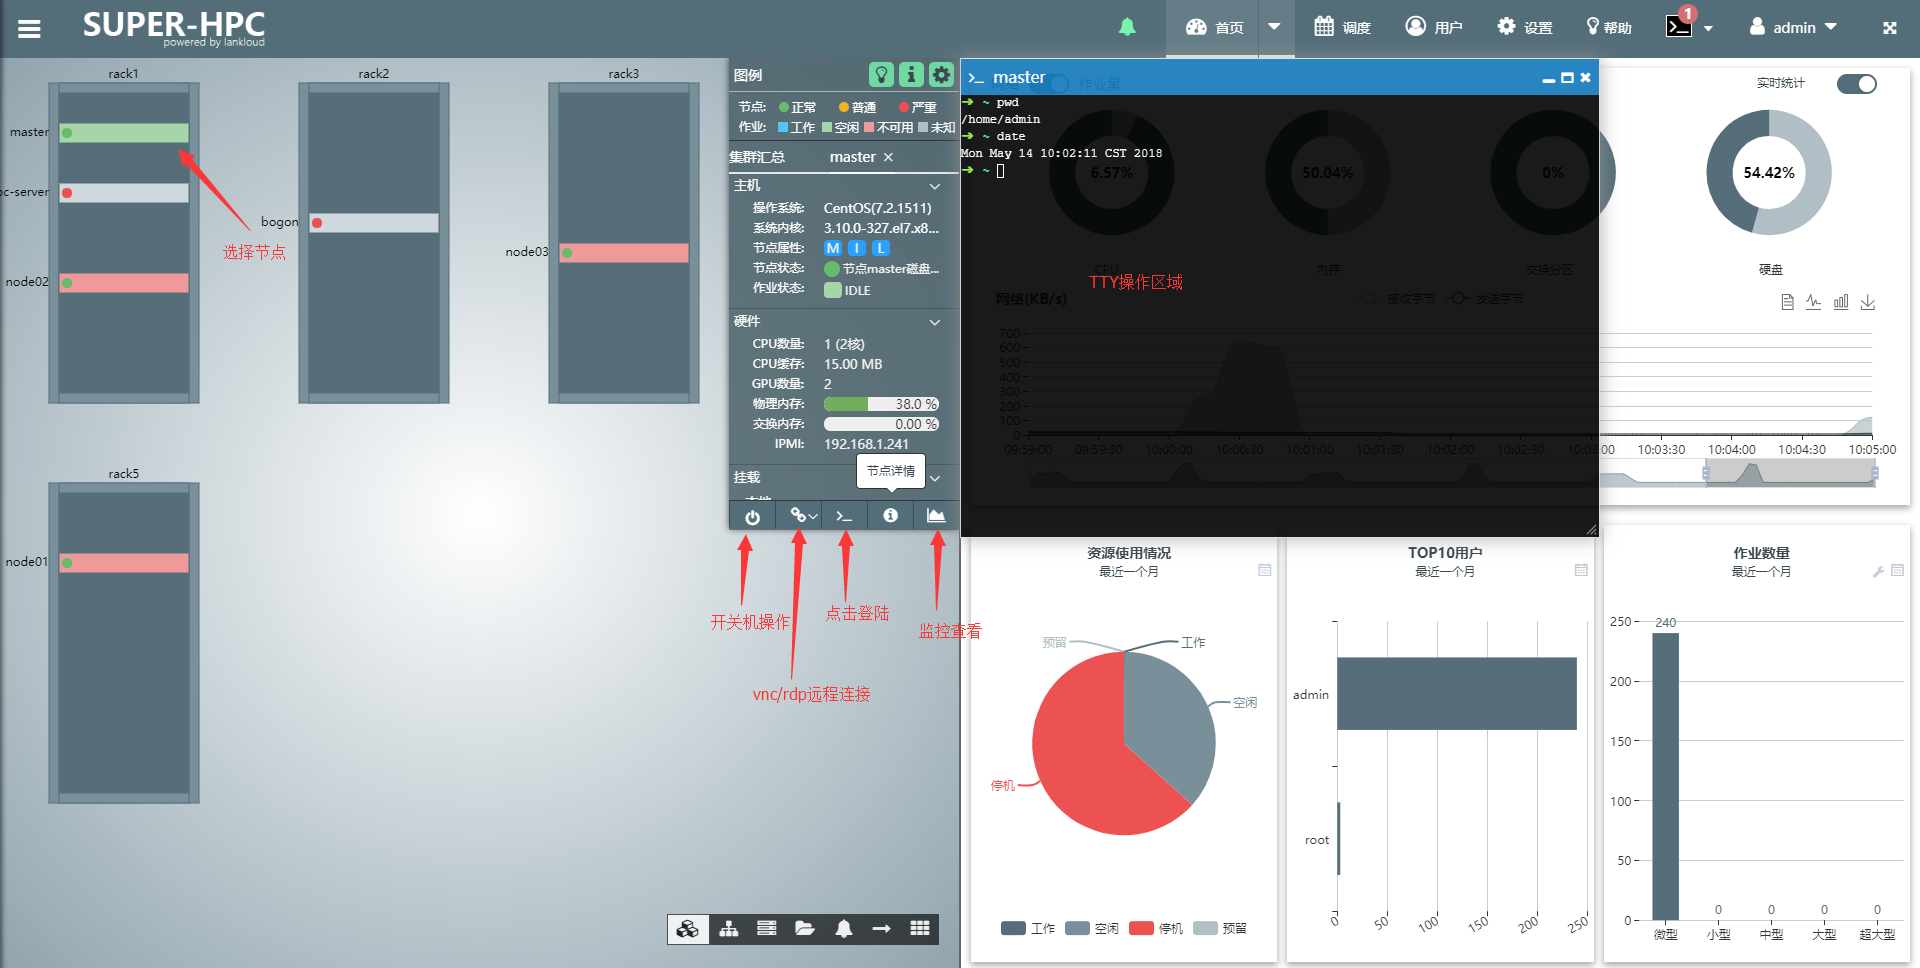 SUPER-HPC
powered by lankloud
首页
调度
用户
设置
帮助
1
admin
rack1
rack2
rack3
master
oc-server
node02
bogon
node03
选择节点
rack5
node01
图例
节点: 正常 普通 严重
作业: 工作 空闲 不可用 未知
集群汇总 master ×
主机
操作系统: CentOS(7.2.1511)
系统内核: 3.10.0-327.el7.x8...
节点属性: M I L
节点状态: 节点master磁盘...
作业状态: IDLE
硬件
CPU数量: 1 (2核)
CPU缓存: 15.00 MB
GPU数量: 2
物理内存: 38.0 %
交换内存: 0.00 %
IPMI: 192.168.1.241
节点详情
挂载
开关机操作
vnc/rdp远程连接
点击登陆
监控查看
>_ master
网络 作业量
➜ ~ pwd
/home/admin
➜ ~ date
Mon May 14 10:02:11 CST 2018
➜ ~
TTY操作区域
实时统计
6.57%
50.04%
0%
54.42%
CPU
内存
交换分区
硬盘
网络(KB/s)
接收字节 发送字节
700
600
500
400
300
200
100
0
09:59:00 09:59:30 10:00:00 10:00:30 10:01:00 10:01:30 10:02:00 10:02:30 10:03:00 10:03:30 10:04:00 10:04:30 10:05:00
资源使用情况
最近一个月
预留
工作
空闲
停机
工作 空闲 停机 预留
TOP10用户
最近一个月
admin
root
0 50 100 150 200 250
作业数量
最近一个月
250
200
150
100
50
0
240
0 0 0 0
微型 小型 中型 大型 超大型